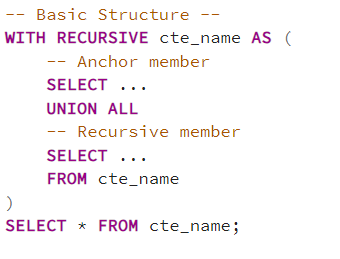 -- Basic Structure --
WITH RECURSIVE cte_name AS (
    -- Anchor member
    SELECT ...
    UNION ALL
    -- Recursive member
    SELECT ...
    FROM cte_name
)
SELECT * FROM cte_name;